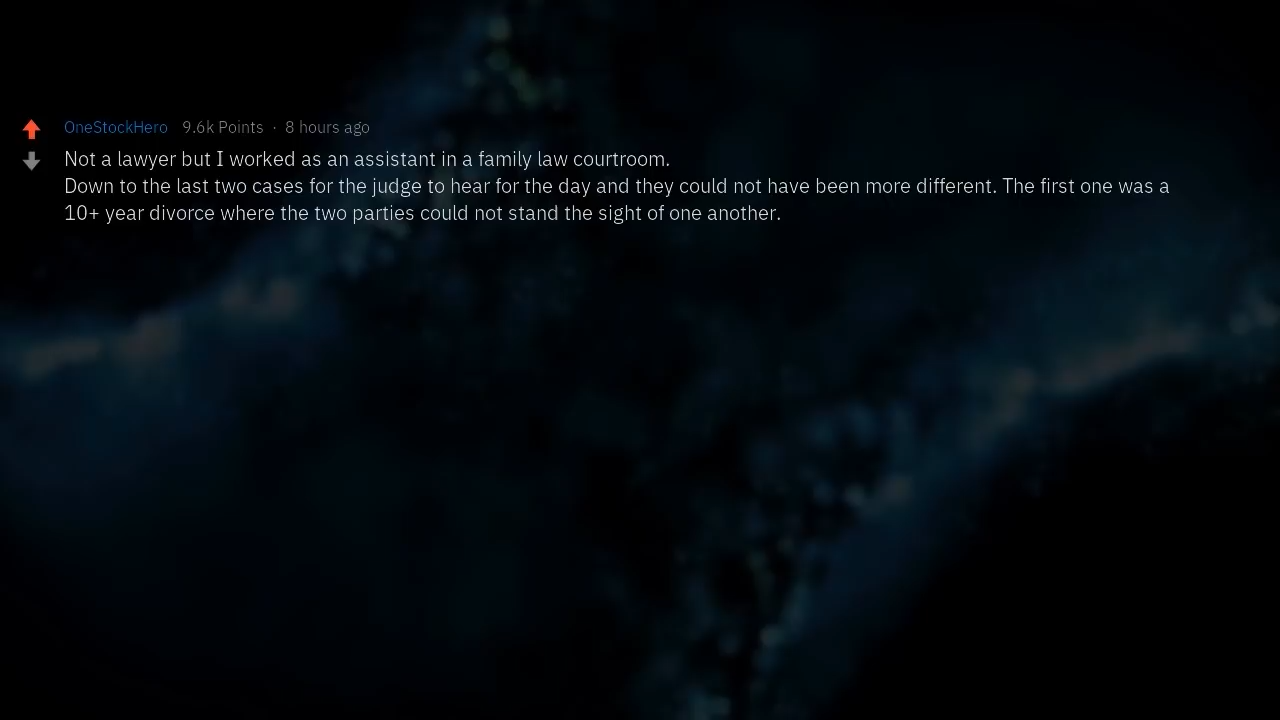 OneStockHero 9.6k Points · 8 hours ago
Not a lawyer but I worked as an assistant in a family law courtroom.
Down to the last two cases for the judge to hear for the day and they could not have been more different. The first one was a
10+ year divorce where the two parties could not stand the sight of one another.